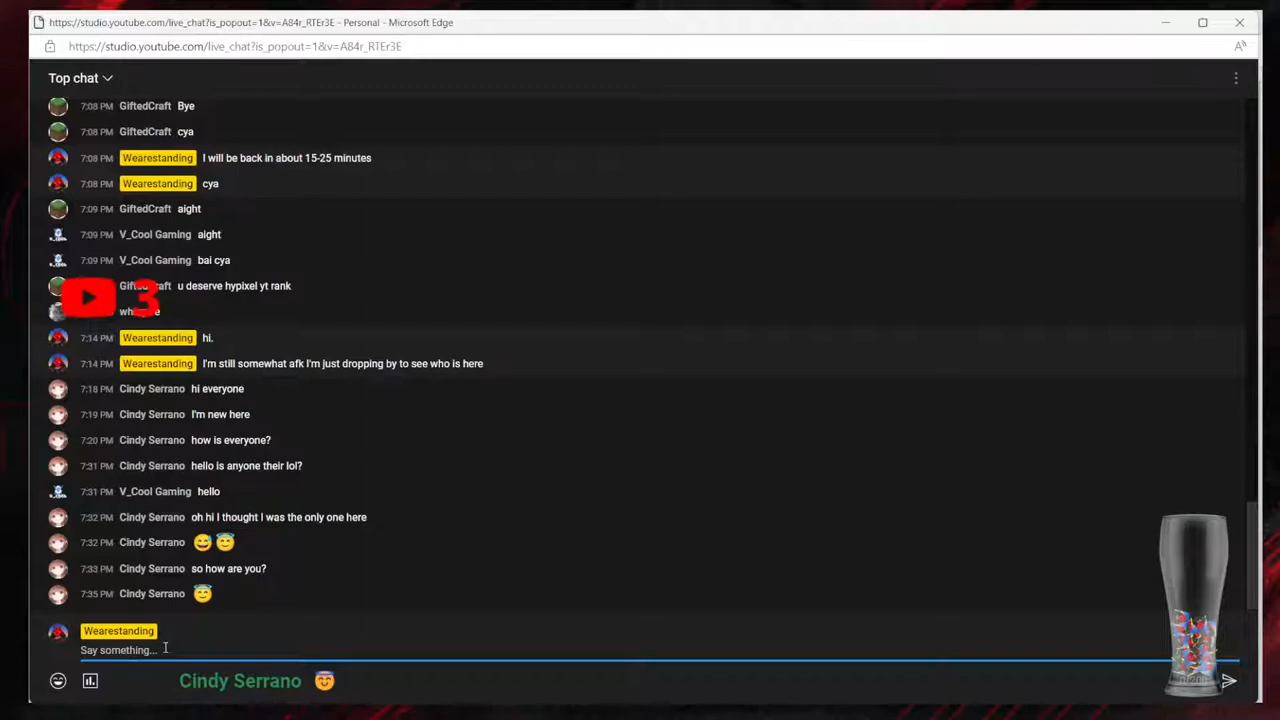 https://studio.youtube.com/live_chat?is_popout=1&v=A84r_RTEr3E - Personal - Microsoft Edge
https://studio.youtube.com/live_chat?is_popout=1&v=A84r_RTEr3E
Top chat
7:08 PM GiftedCraft Bye
7:08 PM GiftedCraft cya
7:08 PM Wearestanding I will be back in about 15-25 minutes
7:08 PM Wearestanding cya
7:09 PM GiftedCraft aight
7:09 PM V_Cool Gaming aight
7:09 PM V_Cool Gaming bai cya
GiftedCraft u deserve hypixel yt rank
3
7:14 PM Wearestanding hi.
7:14 PM Wearestanding I'm still somewhat afk I'm just dropping by to see who is here
7:18 PM Cindy Serrano hi everyone
7:19 PM Cindy Serrano I'm new here
7:20 PM Cindy Serrano how is everyone?
7:31 PM Cindy Serrano hello is anyone their lol?
7:31 PM V_Cool Gaming hello
7:32 PM Cindy Serrano oh hi I thought I was the only one here
7:32 PM Cindy Serrano 😅 😇
7:33 PM Cindy Serrano so how are you?
7:35 PM Cindy Serrano 😇
Wearestanding
Say something...
Cindy Serrano 😇